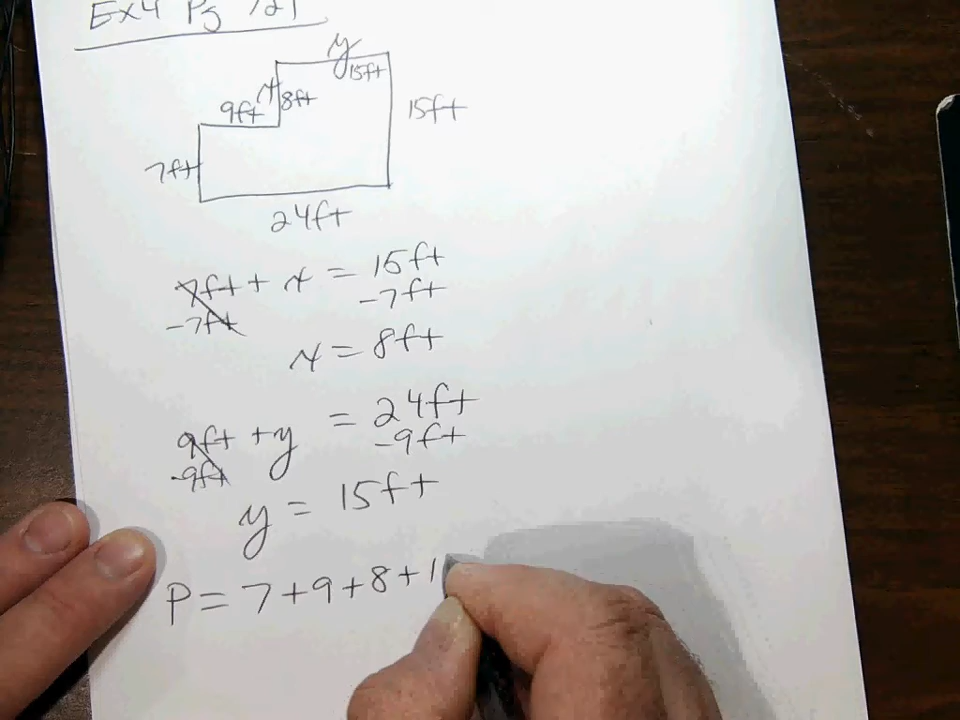 Ex4 Pg 721
y
15ft
x
9ft 8ft 15ft
7ft
24ft
7ft + x = 15ft
-7ft -7ft
x = 8ft
9ft + y = 24ft
-9ft -9ft
y = 15ft
P = 7+9+8+1